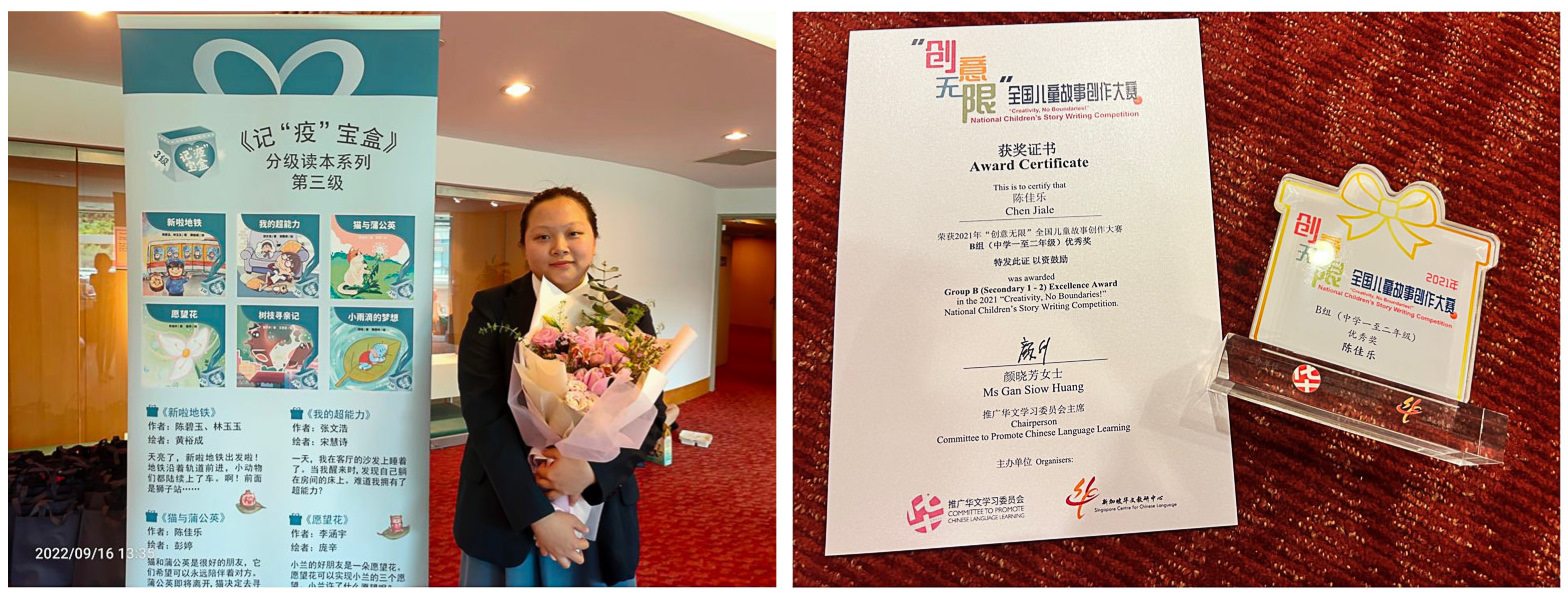 《记“疫”宝盒》
分级读本系列
第三级
3级
记“疫”
宝盒
新啦地铁
我的超能力
猫与蒲公英
愿望花
树枝寻亲记
小雨滴的梦想
《新啦地铁》
作者：陈碧玉、林玉玉
绘者：黄裕成
天亮了，新啦地铁出发啦！
地铁沿着轨道前进，小动物
们都陆续上了车。啊！前面
是狮子站……
《我的超能力》
作者：张文浩
绘者：宋慧诗
一天，我在客厅的沙发上睡着
了。当我醒来时，发现自己躺
在房间的床上。难道我拥有了
超能力？
《猫与蒲公英》
作者：陈佳乐
绘者：彭婷
猫和蒲公英是很好的朋友，它
们希望可以永远陪伴着对方。
蒲公英即将离开，猫决定去寻
《愿望花》
作者：李涵宇
绘者：庞辛
小兰的好朋友是一朵愿望花。
愿望花可以实现小兰的三个愿
2022/09/16 13:35
“创意
无限”全国儿童故事创作大赛
"Creativity, No Boundaries!"
National Children's Story Writing Competition
获奖证书
Award Certificate
This is to certify that
陈佳乐
Chen Jiale
荣获2021年“创意无限”全国儿童故事创作大赛
B组（中学一至二年级）优秀奖
特发此证 以资鼓励
was awarded
Group B (Secondary 1 - 2) Excellence Award
in the 2021 “Creativity, No Boundaries!”
National Children's Story Writing Competition.
颜晓芳女士
Ms Gan Siow Huang
推广华文学习委员会主席
Chairperson
Committee to Promote Chinese Language Learning
主办单位 Organisers:
推广华文学习委员会
COMMITTEE TO PROMOTE
CHINESE LANGUAGE LEARNING
新加坡华文教研中心
Singapore Centre for Chinese Language
创意
无限
2021年
全国儿童故事创作大赛
"Creativity, No Boundaries!"
National Children's Story Writing Competition
B组（中学一至二年级）
优秀奖
陈佳乐